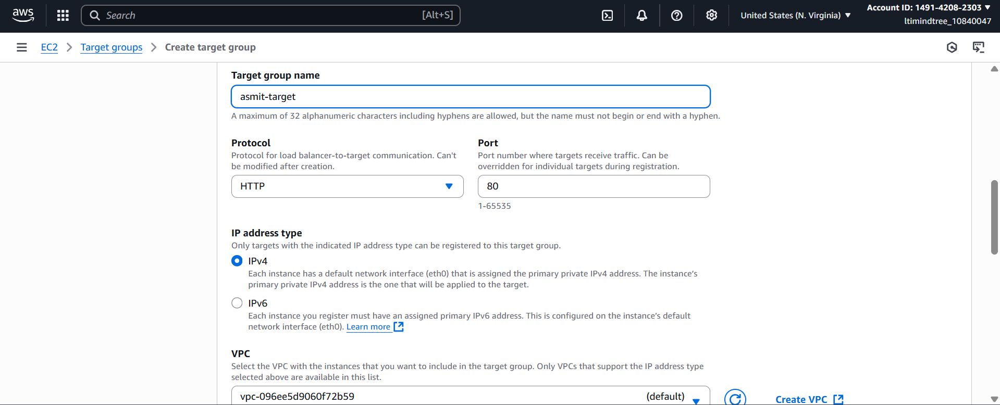 aws
Search [Alt+S]
United States (N. Virginia)
Account ID: 1491-4208-2303
ltimindtree_10840047
EC2 Target groups Create target group
Target group name
asmit-target
A maximum of 32 alphanumeric characters including hyphens are allowed, but the name must not begin or end with a hyphen.
Protocol
Protocol for load balancer-to-target communication. Can't
be modified after creation.
HTTP
Port
Port number where targets receive traffic. Can be
overridden for individual targets during registration.
80
1-65535
IP address type
Only targets with the indicated IP address type can be registered to this target group.
IPv4
Each instance has a default network interface (eth0) that is assigned the primary private IPv4 address. The instance’s
primary private IPv4 address is the one that will be applied to the target.
IPv6
Each instance you register must have an assigned primary IPv6 address. This is configured on the instance’s default
network interface (eth0). Learn more
VPC
Select the VPC with the instances that you want to include in the target group. Only VPCs that support the IP address type
selected above are available in this list.
vpc-096ee5d9060f72b59 (default)
Create VPC